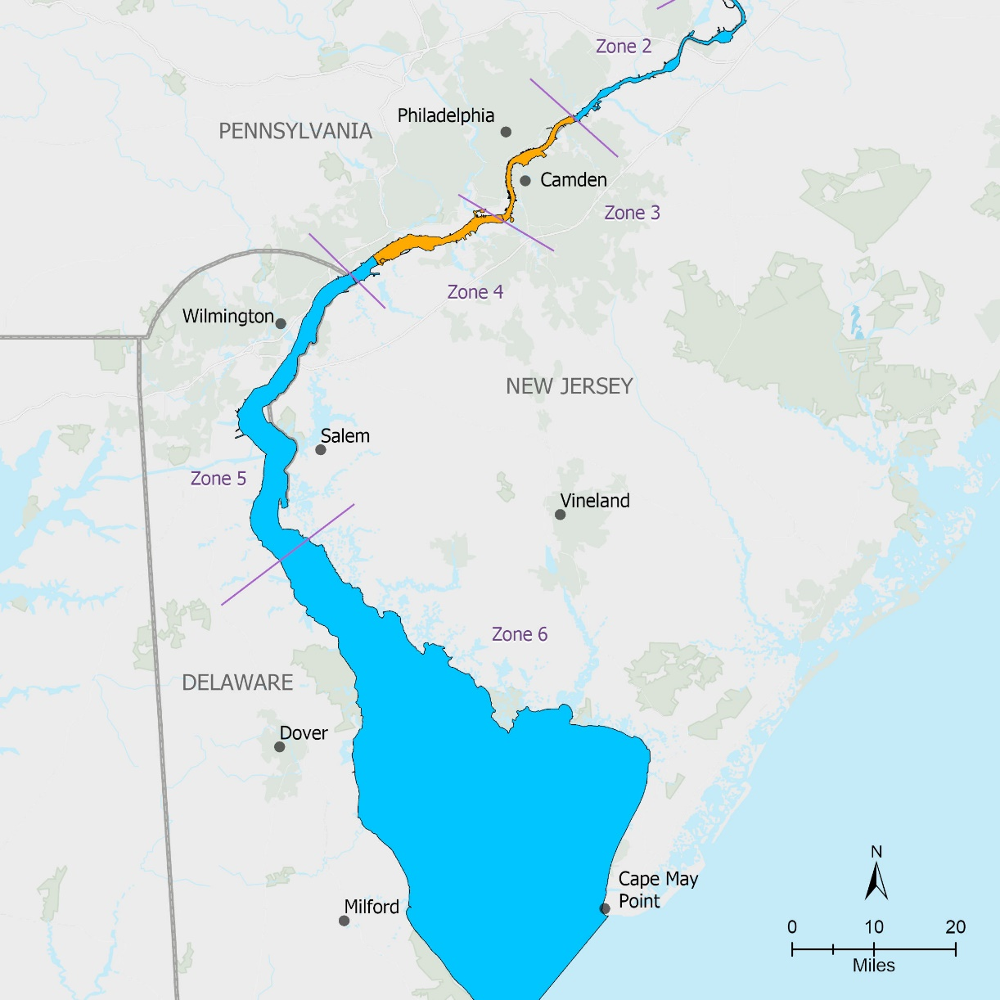 Zone 2
Philadelphia
PENNSYLVANIA
Camden
Zone 3
Zone 4
Wilmington
NEW JERSEY
Salem
Zone 5
Vineland
Zone 6
DELAWARE
Dover
N
Cape May
Point
Milford
0 10 20
Miles